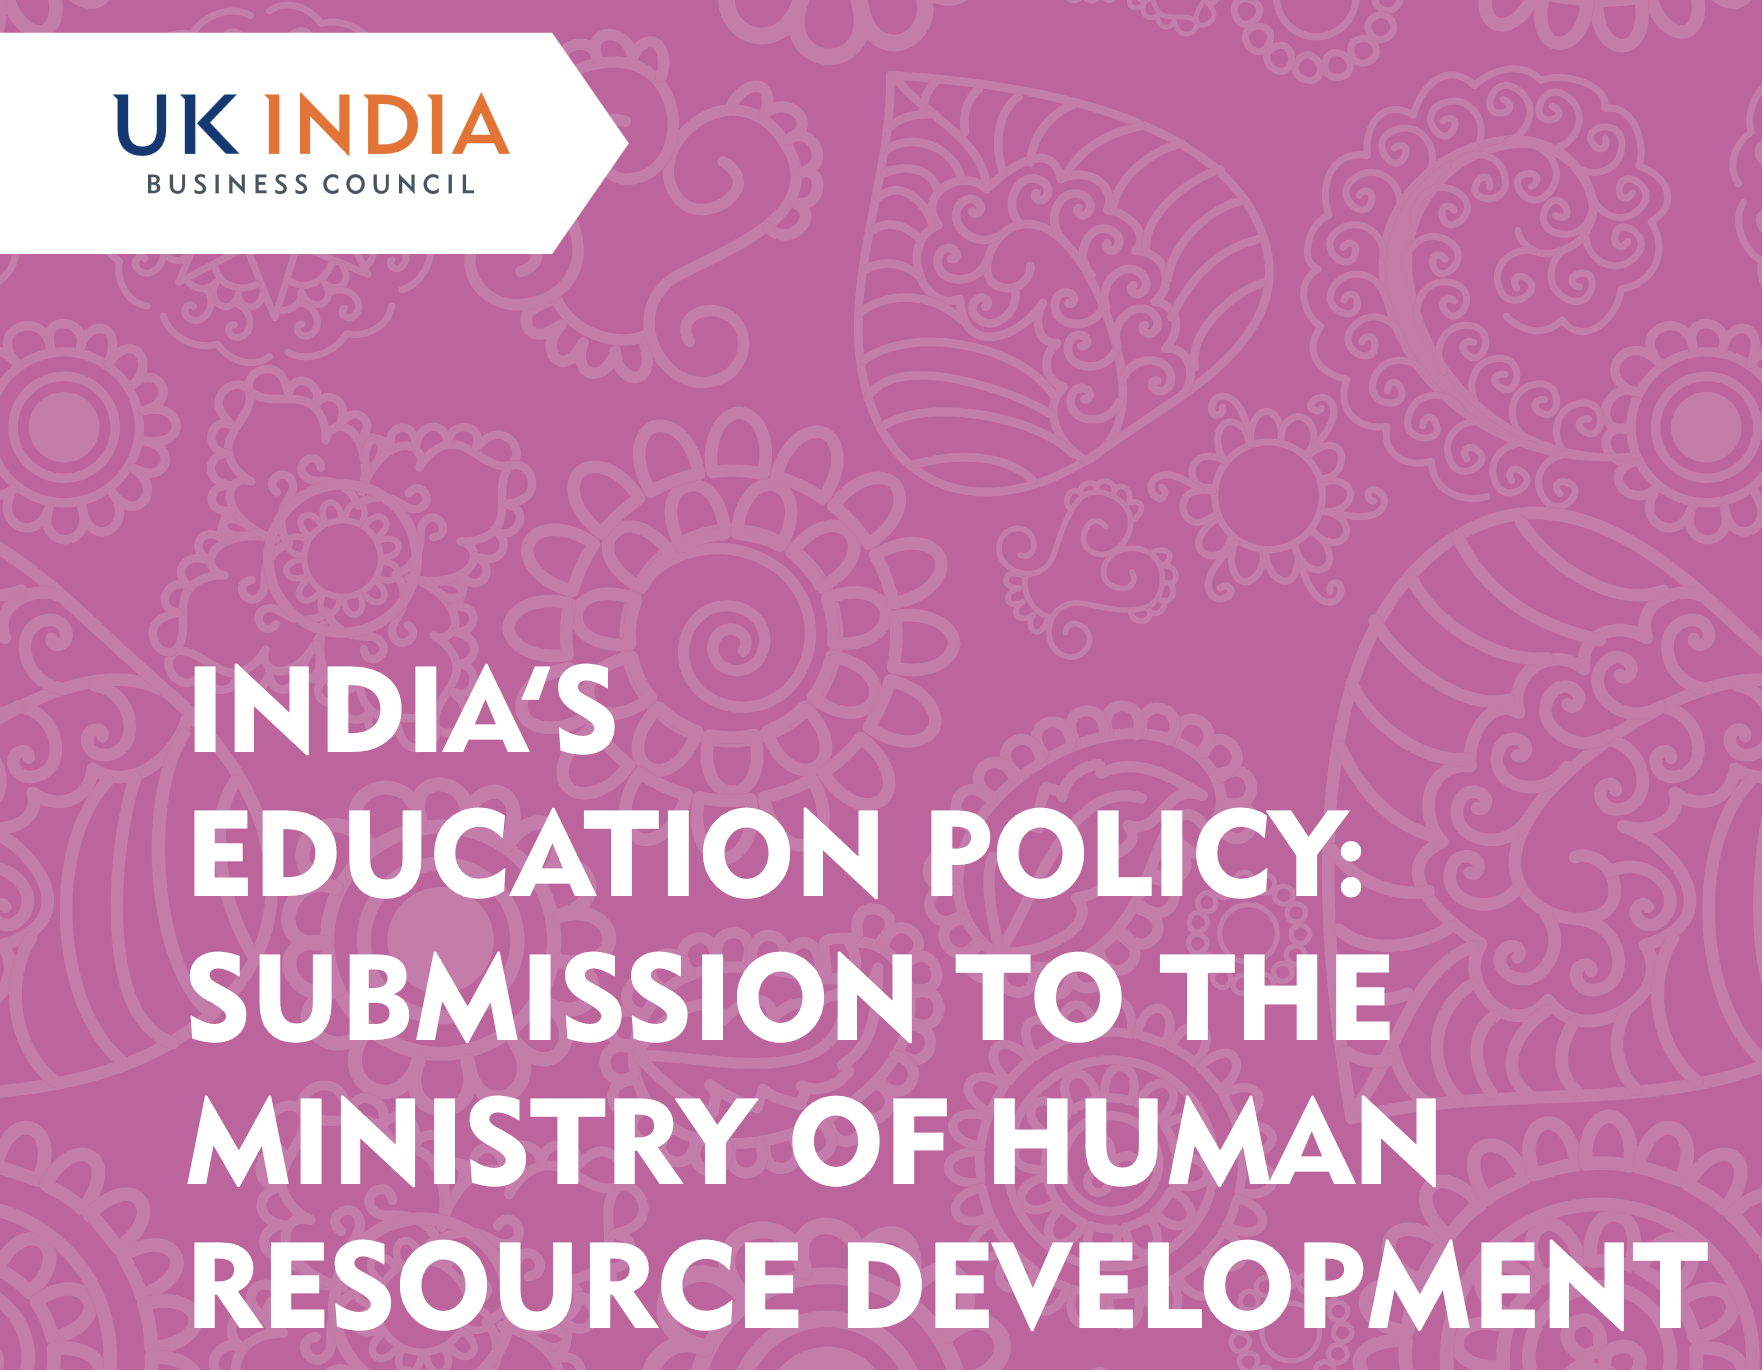 UK INDIA
BUSINESS COUNCIL
INDIA‘S
EDUCATION POLICY:
SUBMISSION TO THE
MINISTRY OF HUMAN
RESOURCE DEVELOPMENT